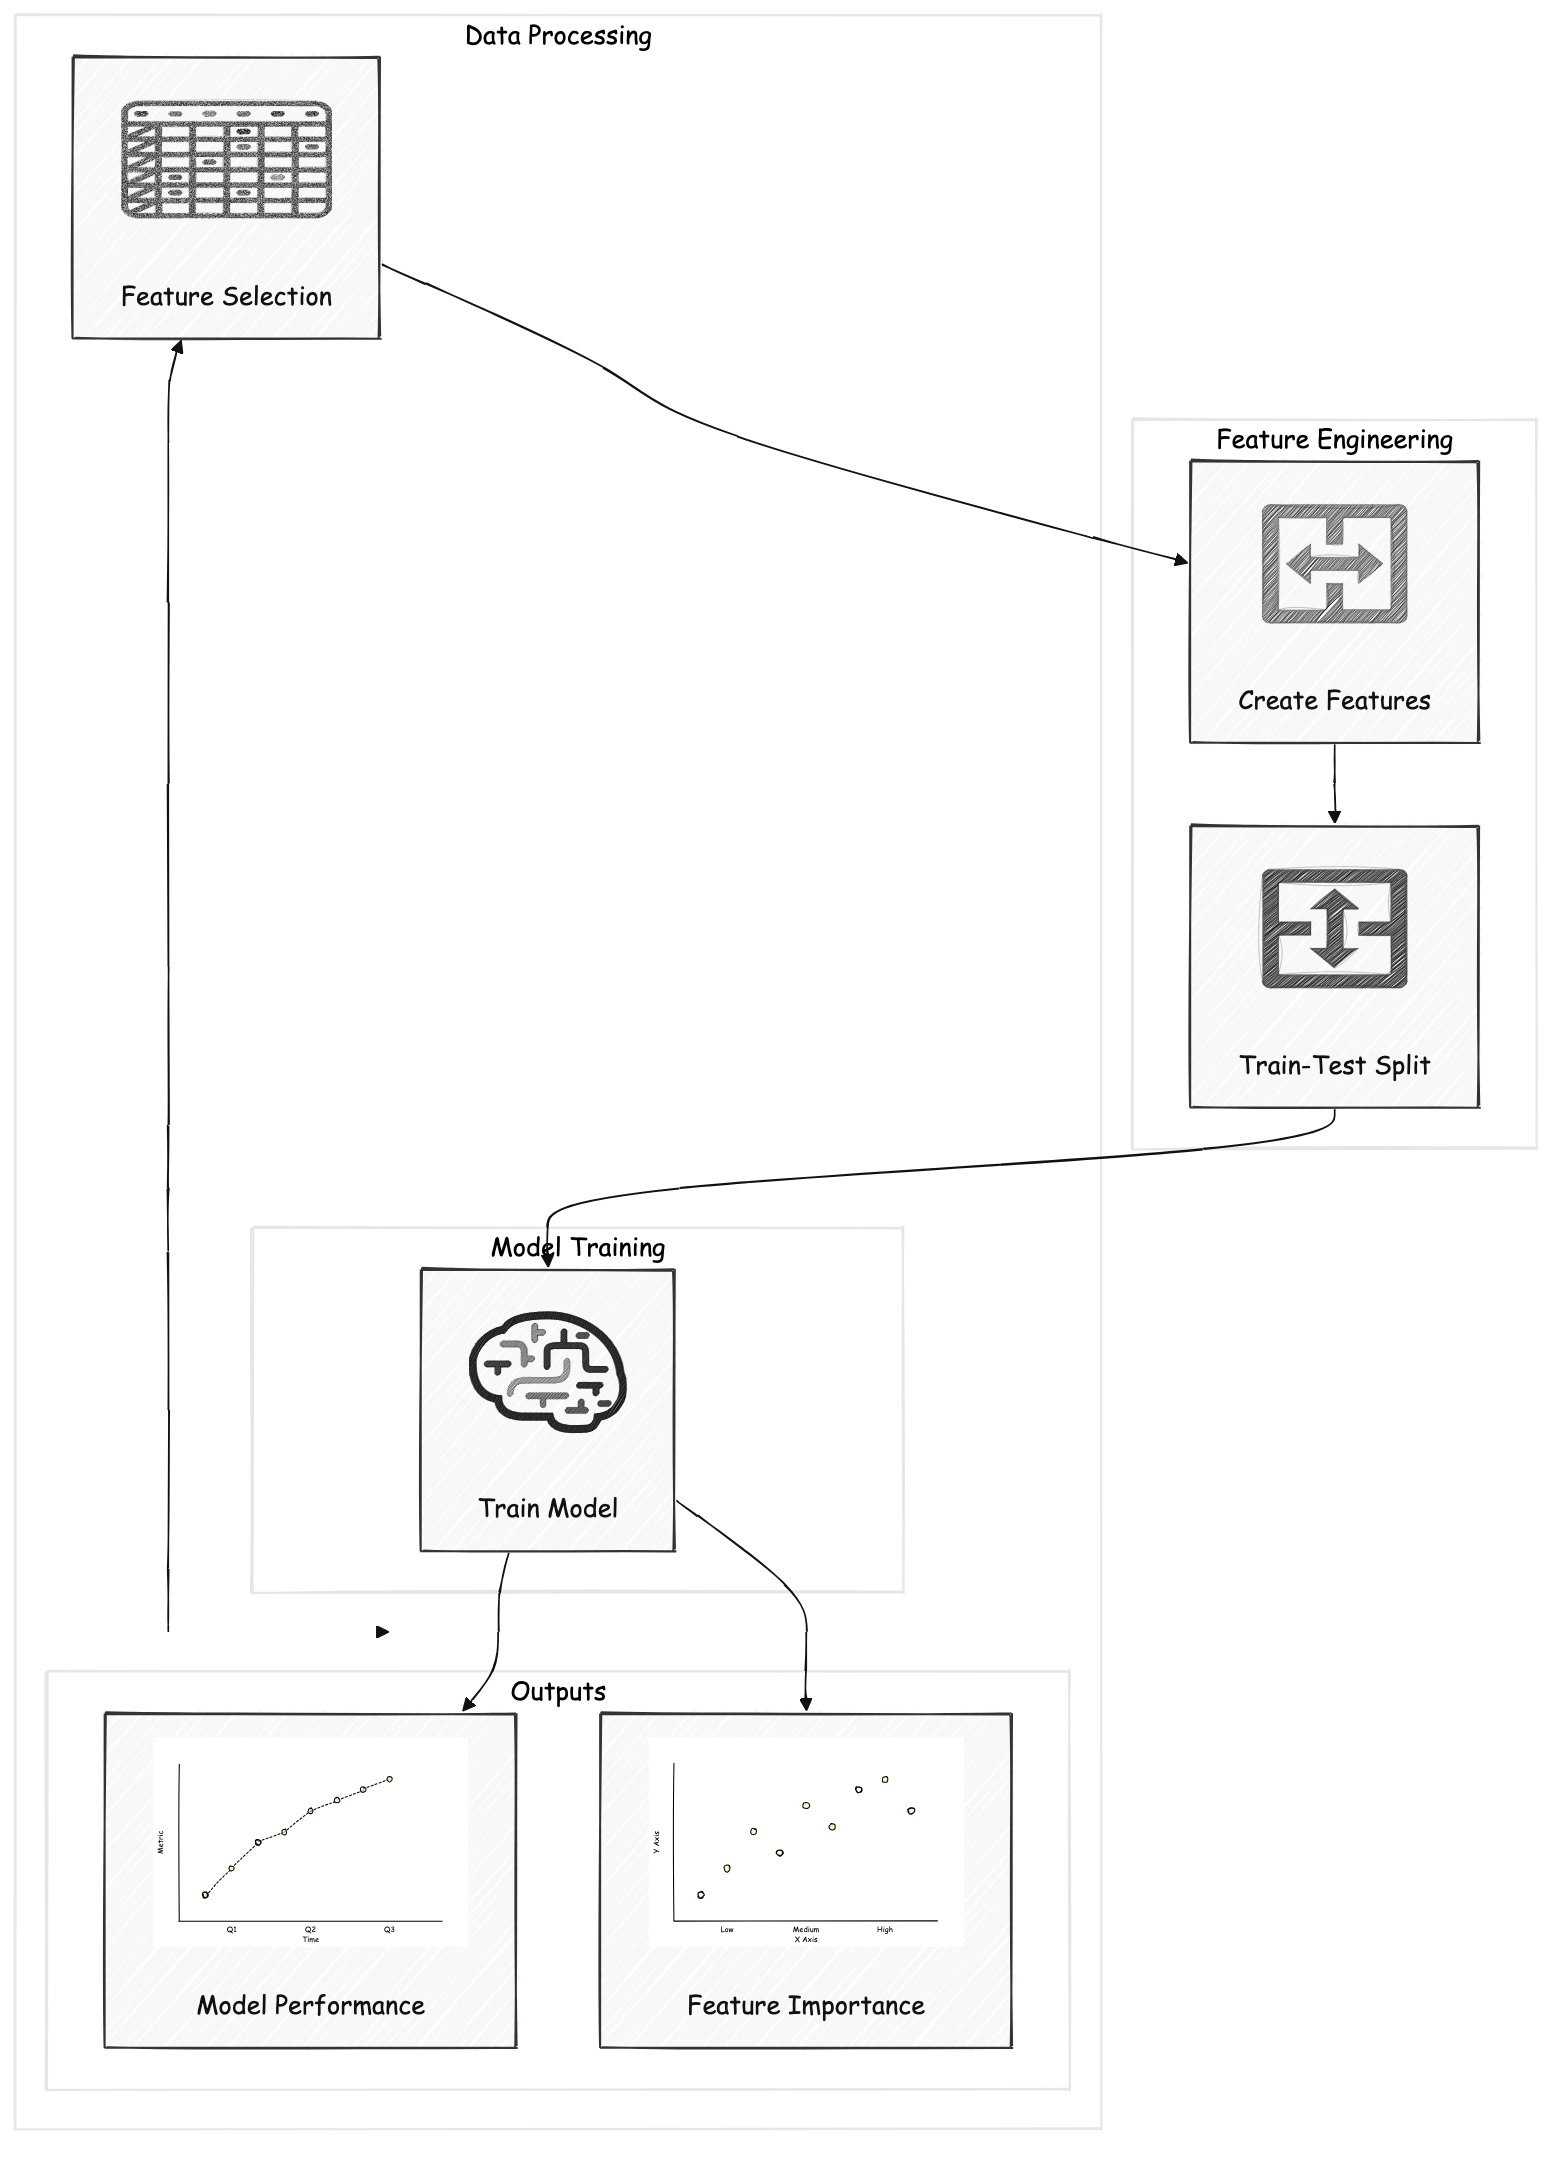 Data Processing
Feature Selection
Feature Engineering
Create Features
Train-Test Split
Model Training
Train Model
Outputs
Metric
Q1 Q2 Q3
Time
Model Performance
Y Axis
Low Medium High
X Axis
Feature Importance